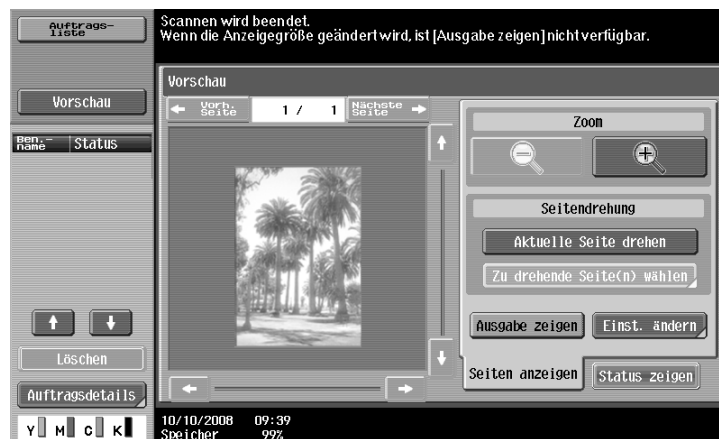 Auftrags-
liste
Scannen wird beendet.
Wenn die Anzeigegröße geändert wird, ist [Ausgabe zeigen] nicht verfügbar.
Vorschau
Vorschau
Vorh.
Seite
1 / 1
Nächste
Seite
Ben.-
name
Status
Zoom
Seitendrehung
Aktuelle Seite drehen
Zu drehende Seite(n) wählen
Ausgabe zeigen
Einst. ändern
Löschen
Seiten anzeigen
Status zeigen
Auftragsdetails
Y M C K
10/10/2008 09:39
Speicher 99%